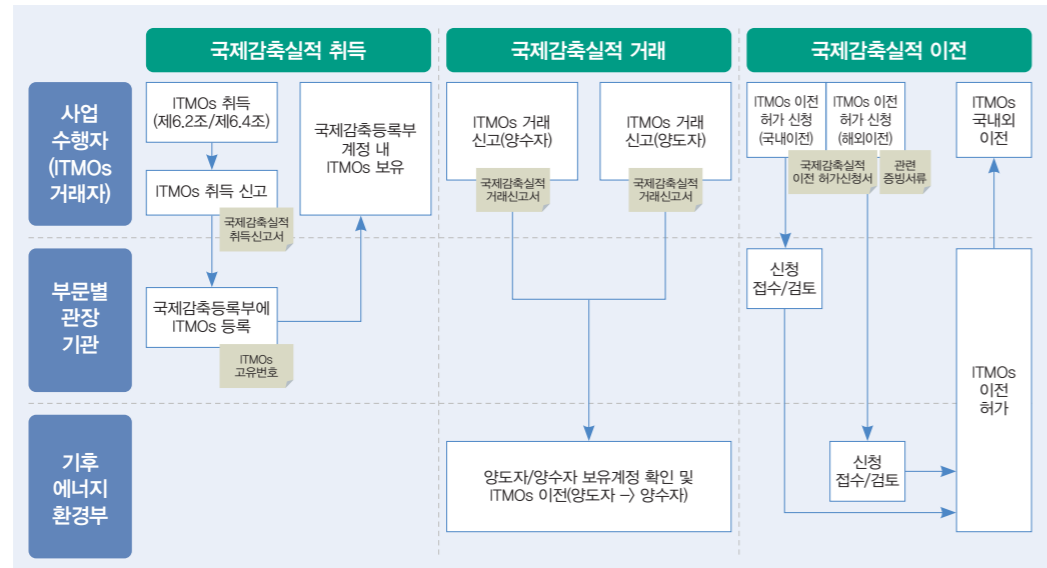 국제감축실적 취득
국제감축실적 거래
국제감축실적 이전
사업
수행자
(ITMOs
거래자)
ITMOs 취득
(제6.2조/제6.4조)
ITMOs 취득 신고
국제감축실적
취득신고서
국제감축등록부
계정 내
ITMOs 보유
ITMOs 거래
신고(양수자)
국제감축실적
거래신고서
ITMOs 거래
신고(양도자)
국제감축실적
거래신고서
ITMOs 이전
허가 신청
(국내이전)
ITMOs 이전
허가 신청
(해외이전)
국제감축실적
이전 허가신청서
관련
증빙서류
ITMOs
국내외
이전
부문별
관장
기관
국제감축등록부에
ITMOs 등록
ITMOs
고유번호
신청
접수/검토
ITMOs
이전
허가
기후
에너지
환경부
양도자/양수자 보유계정 확인 및
ITMOs 이전(양도자 -> 양수자)
신청
접수/검토